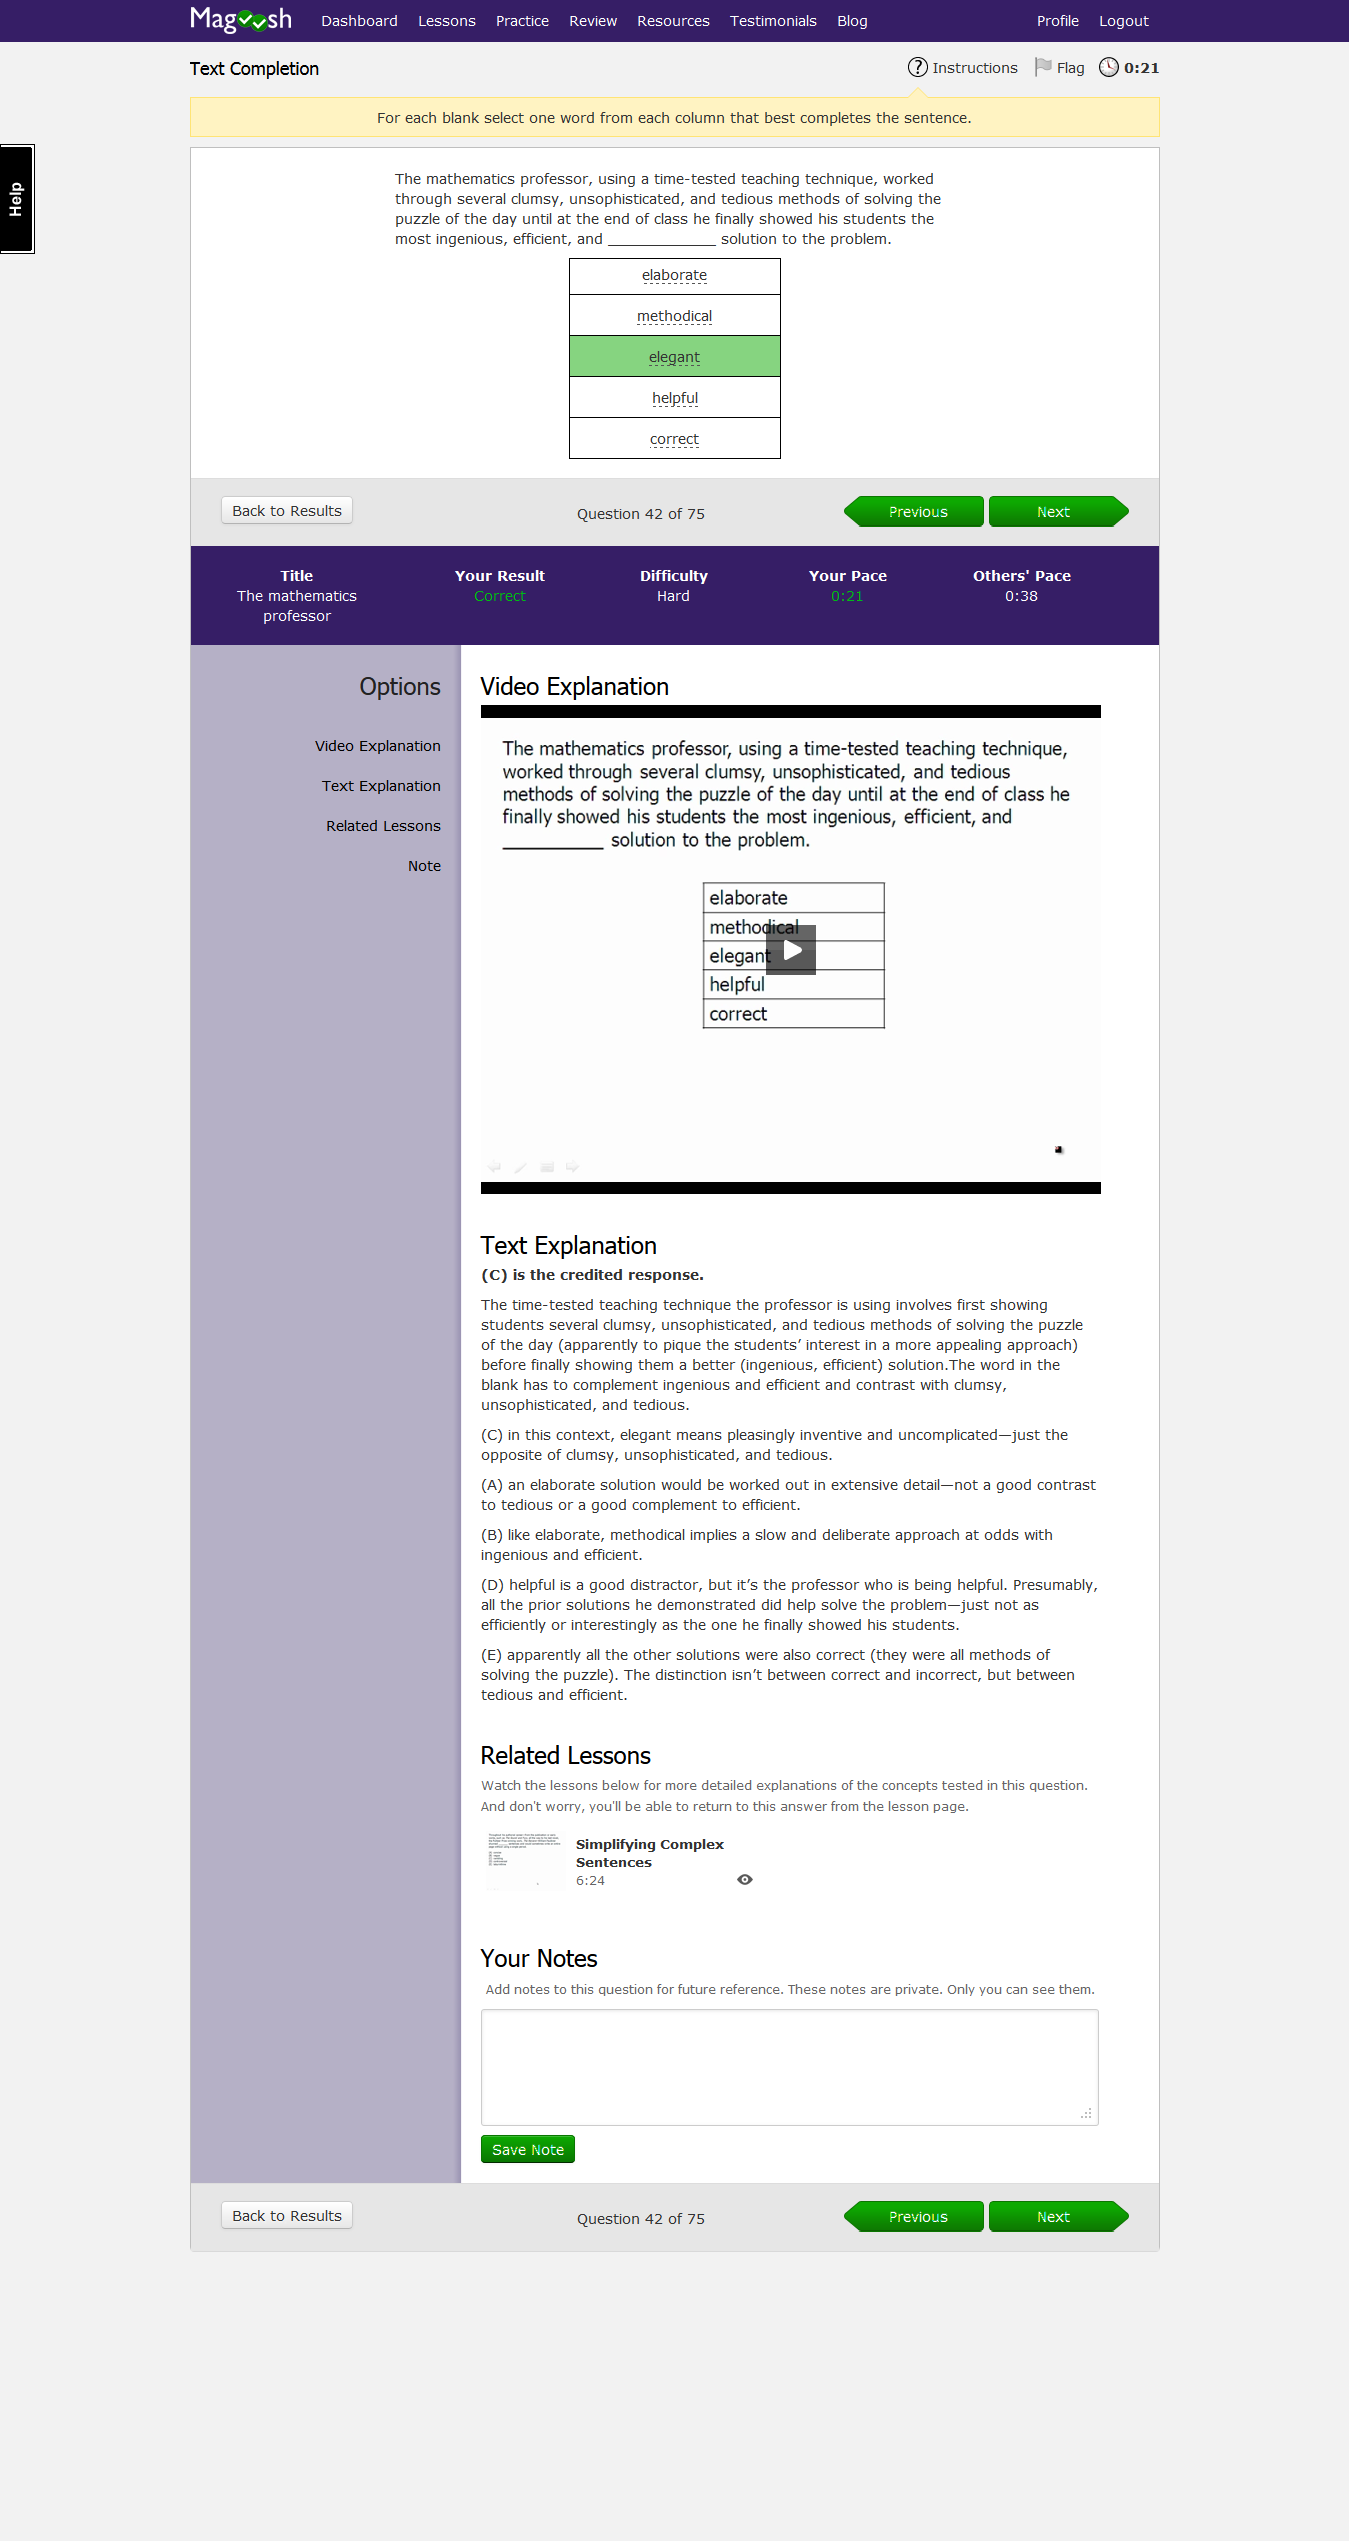 Magoosh Dashboard Lessons Practice Review Resources Testimonials Blog Profile Logout
Text Completion Instructions Flag 0:21
For each blank select one word from each column that best completes the sentence.
Help
The mathematics professor, using a time-tested teaching technique, worked
through several clumsy, unsophisticated, and tedious methods of solving the
puzzle of the day until at the end of class he finally showed his students the
most ingenious, efficient, and ____________ solution to the problem.
elaborate
methodical
elegant
helpful
correct
Back to Results Question 42 of 75 Previous Next
Title Your Result Difficulty Your Pace Others' Pace
The mathematics Correct Hard 0:21 0:38
professor
Options
Video Explanation
Text Explanation
Related Lessons
Note
Video Explanation
The mathematics professor, using a time-tested teaching technique,
worked through several clumsy, unsophisticated, and tedious
methods of solving the puzzle of the day until at the end of class he
finally showed his students the most ingenious, efficient, and
__________ solution to the problem.
elaborate
methodical
elegant
helpful
correct
Text Explanation
(C) is the credited response.
The time-tested teaching technique the professor is using involves first showing
students several clumsy, unsophisticated, and tedious methods of solving the puzzle
of the day (apparently to pique the students’ interest in a more appealing approach)
before finally showing them a better (ingenious, efficient) solution.The word in the
blank has to complement ingenious and efficient and contrast with clumsy,
unsophisticated, and tedious.
(C) in this context, elegant means pleasingly inventive and uncomplicated—just the
opposite of clumsy, unsophisticated, and tedious.
(A) an elaborate solution would be worked out in extensive detail—not a good contrast
to tedious or a good complement to efficient.
(B) like elaborate, methodical implies a slow and deliberate approach at odds with
ingenious and efficient.
(D) helpful is a good distractor, but it’s the professor who is being helpful. Presumably,
all the prior solutions he demonstrated did help solve the problem—just not as
efficiently or interestingly as the one he finally showed his students.
(E) apparently all the other solutions were also correct (they were all methods of
solving the puzzle). The distinction isn’t between correct and incorrect, but between
tedious and efficient.
Related Lessons
Watch the lessons below for more detailed explanations of the concepts tested in this question.
And don't worry, you'll be able to return to this answer from the lesson page.
Simplifying Complex
Sentences
6:24
Your Notes
Add notes to this question for future reference. These notes are private. Only you can see them.
Save Note
Back to Results Question 42 of 75 Previous Next